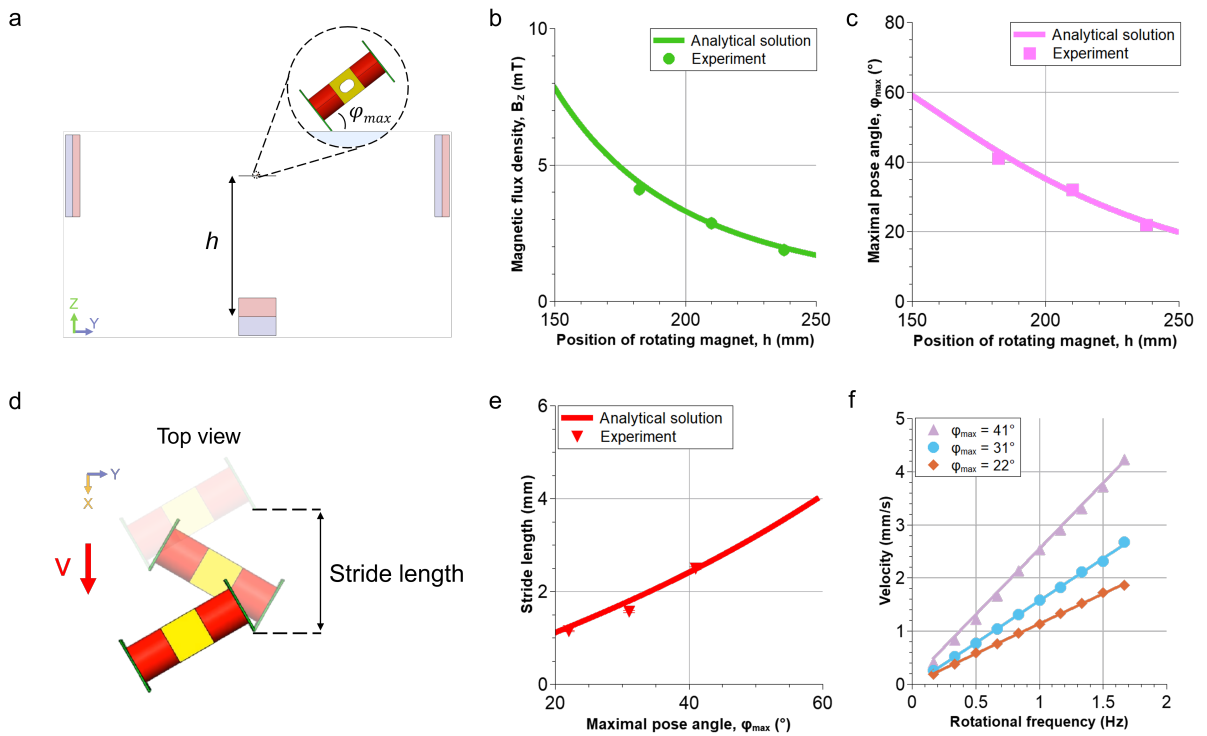 a
φmax
h
Z
Y
b
Magnetic flux density, Bz (mT)
10
5
0
150
200
250
Analytical solution
Experiment
Position of rotating magnet, h (mm)
c
Maximal pose angle, φmax (°)
80
60
40
20
0
150
200
250
Analytical solution
Experiment
Position of rotating magnet, h (mm)
d
Top view
Y
X
V
Stride length
e
Stride length (mm)
6
4
2
0
20
40
60
Analytical solution
Experiment
Maximal pose angle, φmax (°)
f
Velocity (mm/s)
5
4
3
2
1
0
0
0.5
1
1.5
2
φmax = 41°
φmax = 31°
φmax = 22°
Rotational frequency (Hz)